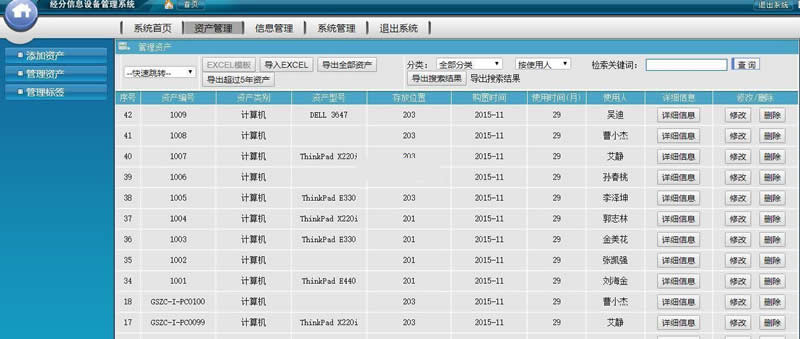 经分信息设备管理系统 首页 退出系统
系统首页 资产管理 信息管理 系统管理 退出系统
添加资产
管理资产
管理标签
管理资产
--快速跳转-- EXCEL模板 导入EXCEL 导出全部资产 分类: 全部分类 按使用人 检索关键词: 查 询
导出超过5年资产 导出搜索结果 导出搜索结果
序号 资产编号 资产类别 资产型号 存放位置 购置时间 使用时间(月) 使用人 详细信息 修改/删除
42 1009 计算机 DELL 3647 203 2015-11 29 吴迪 详细信息 修改 删除
41 1008 计算机 203 2015-11 29 曹小杰 详细信息 修改 删除
40 1007 计算机 ThinkPad X220i 203 2015-11 29 艾静 详细信息 修改 删除
39 1006 计算机 2015-11 29 孙春桃 详细信息 修改 删除
38 1005 计算机 ThinkPad E330 203 2015-11 29 李泽坤 详细信息 修改 删除
37 1004 计算机 ThinkPad X220i 201 2015-11 29 郭志林 详细信息 修改 删除
36 1003 计算机 ThinkPad E330 201 2015-11 29 金美花 详细信息 修改 删除
35 1002 计算机 201 2015-11 29 张凯强 详细信息 修改 删除
34 1001 计算机 ThinkPad E440 201 2015-11 29 刘海金 详细信息 修改 删除
18 GSZC-I-PC0100 计算机 203 2015-11 29 曹小杰 详细信息 修改 删除
17 GSZC-I-PC0099 计算机 ThinkPad X220i 203 2015-11 29 艾静 详细信息 修改 删除